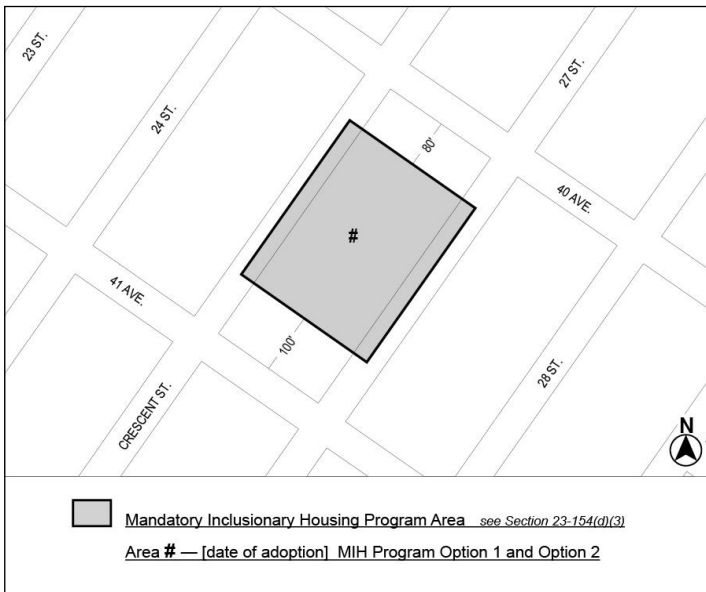 23 ST.
24 ST.
27 ST.
80'
40 AVE.
#
41 AVE.
100'
28 ST.
CRESCENT ST.
N
Mandatory Inclusionary Housing Program Area see Section 23-154(d)(3)
Area # — [date of adoption] MIH Program Option 1 and Option 2